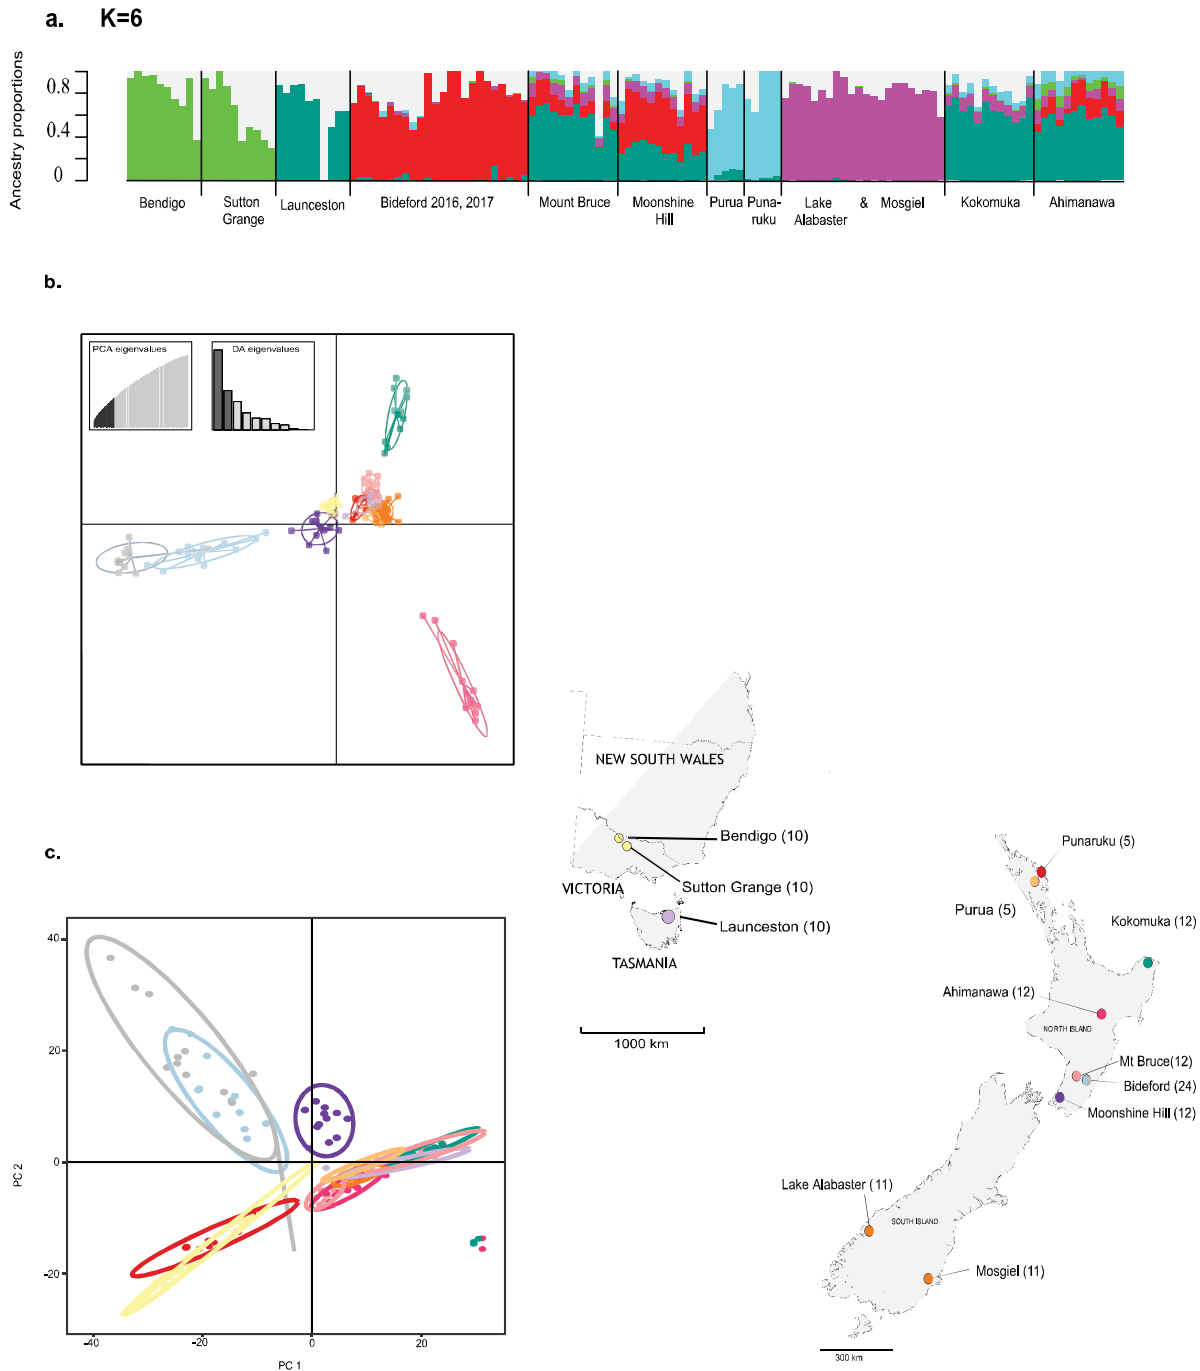 a. K=6
Ancestry proportions
0.8
0.4
0
Bendigo
Sutton
Grange
Launceston
Bideford 2016, 2017
Mount Bruce
Moonshine
Hill
Purua
Puna-
ruku
Lake & Mosgiel
Alabaster
Kokomuka
Ahimanawa
b.
PCA eigenvalues
DA eigenvalues
NEW SOUTH WALES
Bendigo (10)
Sutton Grange (10)
VICTORIA
Launceston (10)
TASMANIA
1000 km
Punaruku (5)
Purua (5)
Kokomuka (12)
Ahimanawa (12)
NORTH ISLAND
Mt Bruce(12)
Bideford (24)
Moonshine Hill (12)
Lake Alabaster (11)
SOUTH ISLAND
Mosgiel (11)
300 km
c.
PC 2
40
20
0
-20
-40
-20
0
20
PC 1